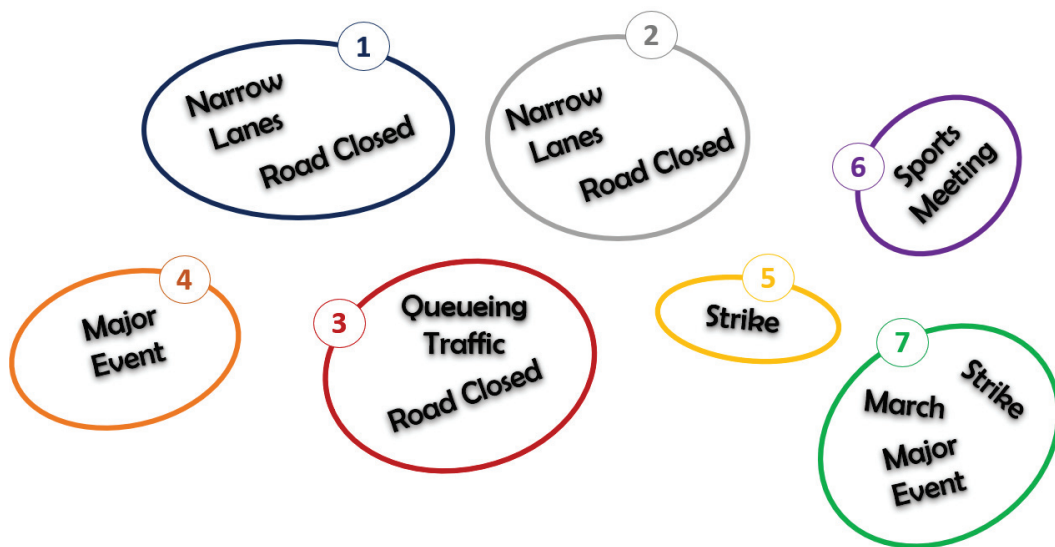 1
Narrow
Lanes
Road Closed
2
Narrow
Lanes
Road Closed
6
Sports
Meeting
4
Major
Event
3
Queueing
Traffic
Road Closed
5
Strike
7
March
Strike
Major
Event